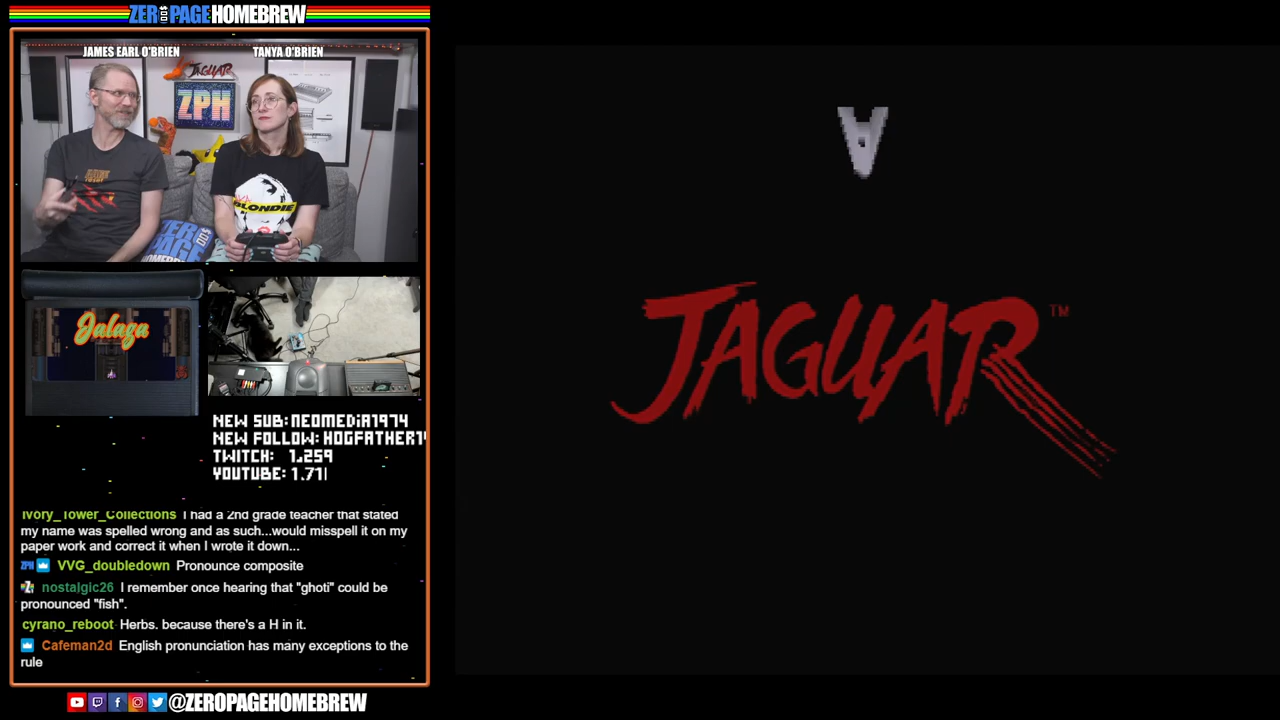 ZEROPAGEHOMEBREW
JAMES EARL O'BRIEN
TANYA O'BRIEN
JAGUAR
ZPH
BLONDIE
ZERO
PAGE
A
JAGUAR™
Jalaga
NEW SUB: NEOMEDIA1974
NEW FOLLOW: HOGFATHER1
TWITCH: 1,259
YOUTUBE: 1,71
Ivory_Tower_Collections I had a 2nd grade teacher that stated
my name was spelled wrong and as such...would misspell it on my
paper work and correct it when I wrote it down...
ZPH VVG_doubledown Pronounce composite
nostalgic26 I remember once hearing that "ghoti" could be
pronounced "fish".
cyrano_reboot Herbs. because there's a H in it.
Cafeman2d English pronunciation has many exceptions to the
rule
@ZEROPAGEHOMEBREW